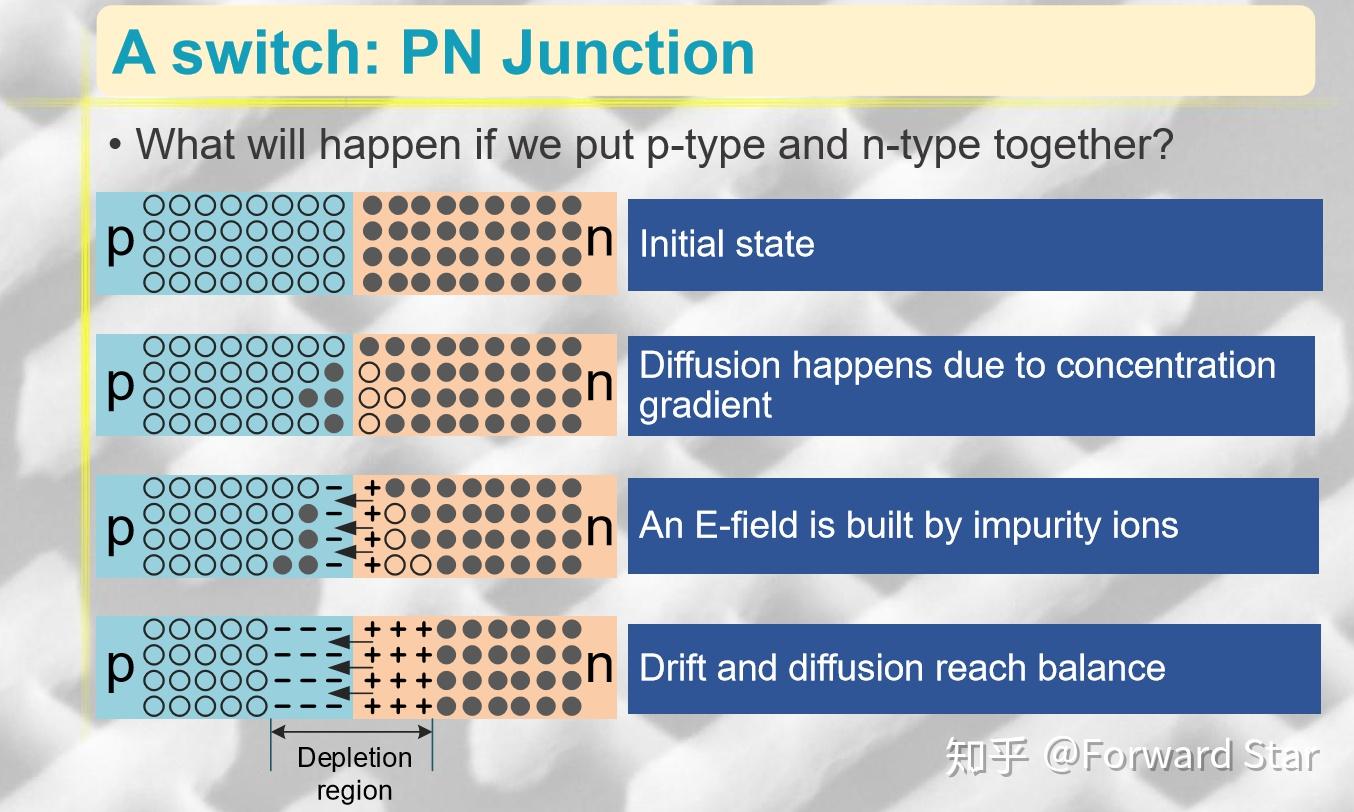 A switch: PN Junction
• What will happen if we put p-type and n-type together?
p
n
Initial state
p
n
Diffusion happens due to concentration
gradient
p
n
An E-field is built by impurity ions
p
n
Drift and diffusion reach balance
Depletion
region
知乎 @Forward Star